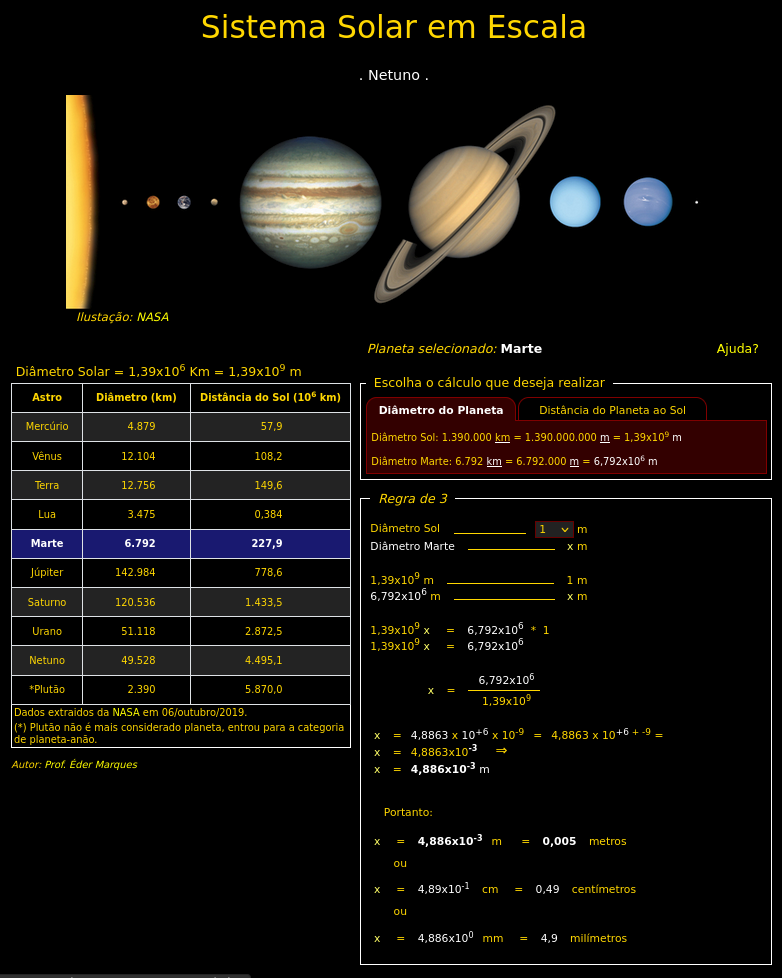 Sistema Solar em Escala
. Netuno .
Ilustação: NASA
Planeta selecionado: Marte
Ajuda?
Diâmetro Solar = 1,39x10⁶ Km = 1,39x10⁹ m
Astro Diâmetro (km) Distância do Sol (10⁶ km)
Mercúrio 4.879 57,9
Vênus 12.104 108,2
Terra 12.756 149,6
Lua 3.475 0,384
Marte 6.792 227,9
Júpiter 142.984 778,6
Saturno 120.536 1.433,5
Urano 51.118 2.872,5
Netuno 49.528 4.495,1
*Plutão 2.390 5.870,0
Dados extraidos da NASA em 06/outubro/2019.
(*) Plutão não é mais considerado planeta, entrou para a categoria
de planeta-anão.
Autor: Prof. Éder Marques
Escolha o cálculo que deseja realizar
Diâmetro do Planeta Distância do Planeta ao Sol
Diâmetro Sol: 1.390.000 km = 1.390.000.000 m = 1,39x10⁹ m
Diâmetro Marte: 6.792 km = 6.792.000 m = 6,792x10⁶ m
Regra de 3
Diâmetro Sol 1 m
Diâmetro Marte x m
1,39x10⁹ m 1 m
6,792x10⁶ m x m
1,39x10⁹ x = 6,792x10⁶ * 1
1,39x10⁹ x = 6,792x10⁶
6,792x10⁶
x =
1,39x10⁹
x = 4,8863 x 10⁺⁶ x 10⁻⁹ = 4,8863 x 10⁺⁶ ⁺ ⁻⁹ =
x = 4,8863x10⁻³ ⇒
x = 4,886x10⁻³ m
Portanto:
x = 4,886x10⁻³ m = 0,005 metros
ou
x = 4,89x10⁻¹ cm = 0,49 centímetros
ou
x = 4,886x10⁰ mm = 4,9 milímetros